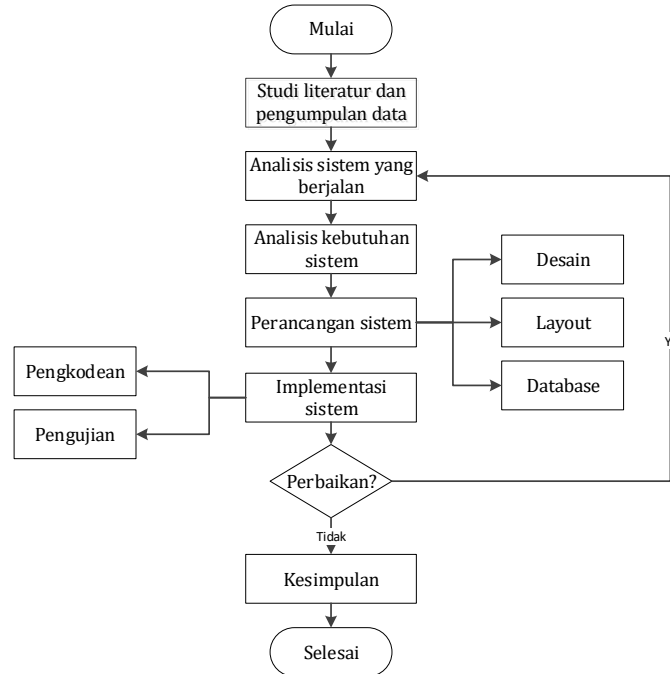 Mulai
Studi literatur dan
pengumpulan data
Analisis sistem yang
berjalan
Analisis kebutuhan
sistem
Perancangan sistem
Desain
Layout
Database
Implementasi
sistem
Pengkodean
Pengujian
Perbaikan?
Y
Tidak
Kesimpulan
Selesai